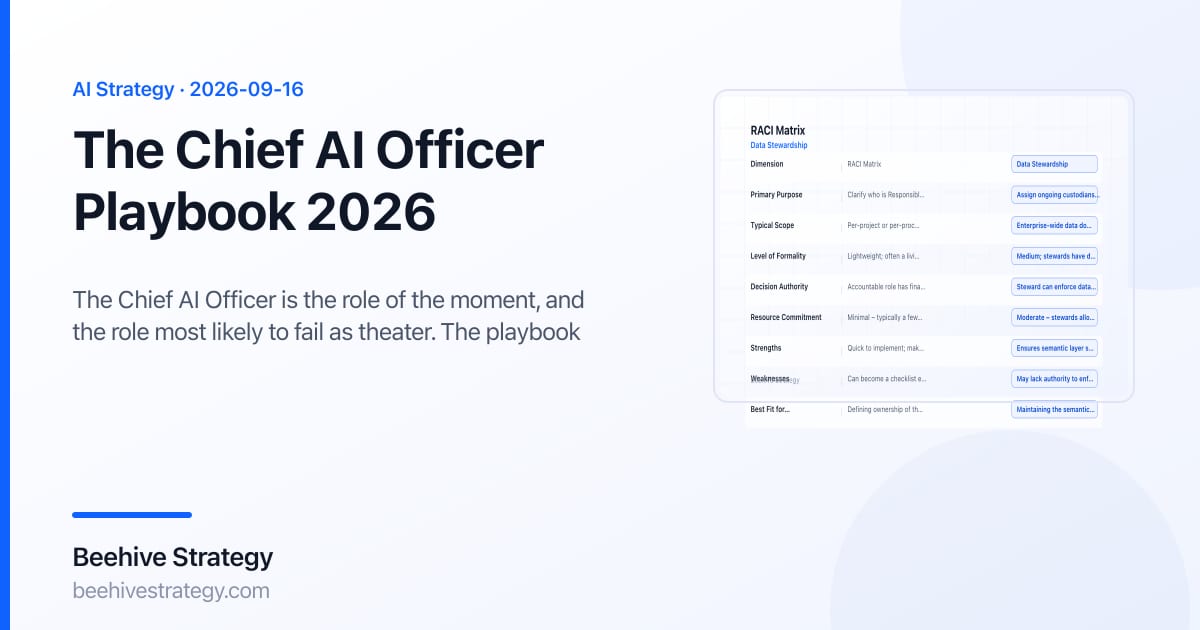 AI Strategy · 2026-09-16
The Chief AI Officer
Playbook 2026
The Chief AI Officer is the role of the moment, and
the role most likely to fail as theater. The playbook
Beehive Strategy
beehivestrategy.com
RACI Matrix
Data Stewardship
Dimension RACI Matrix Data Stewardship
Primary Purpose Clarify who is Responsibl... Assign ongoing custodians...
Typical Scope Per-project or per-proc... Enterprise-wide data do...
Level of Formality Lightweight; often a livi... Medium; stewards have d...
Decision Authority Accountable role has fina... Steward can enforce data...
Resource Commitment Minimal – typically a few... Moderate – stewards allo...
Strengths Quick to implement; mak... Ensures semantic layer s...
Weaknesses Can become a checklist e... May lack authority to enf...
Best Fit for... Defining ownership of th... Maintaining the semantic...